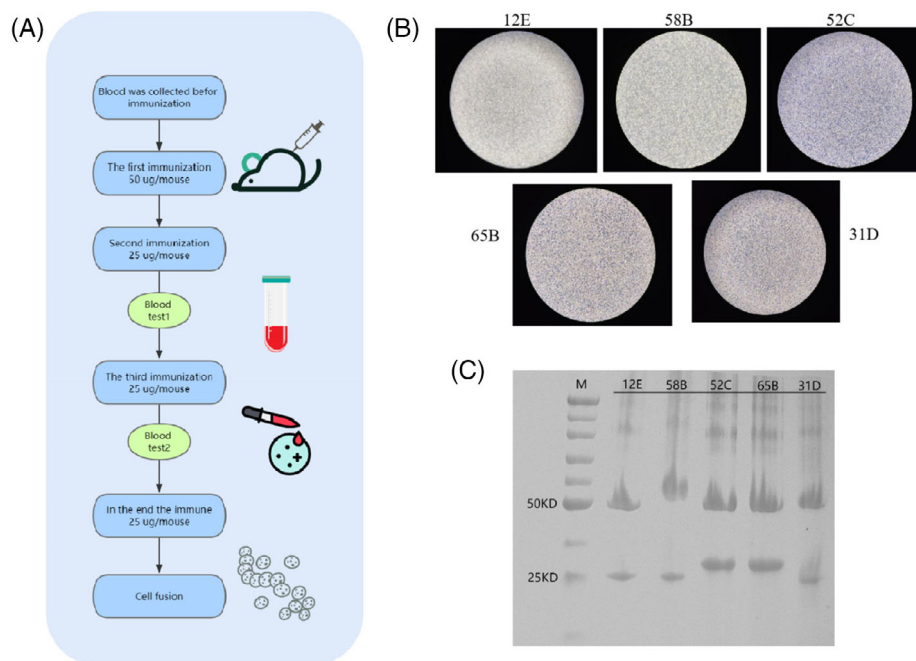 (A)
Blood was collected befor
immunization
The first immunization
50 ug/mouse
Second immunization
25 ug/mouse
Blood
test1
The third immunization
25 ug/mouse
Blood
test2
In the end the immune
25 ug/mouse
Cell fusion
(B)
12E
58B
52C
65B
31D
(C)
M
12E
58B
52C
65B
31D
50KD
25KD